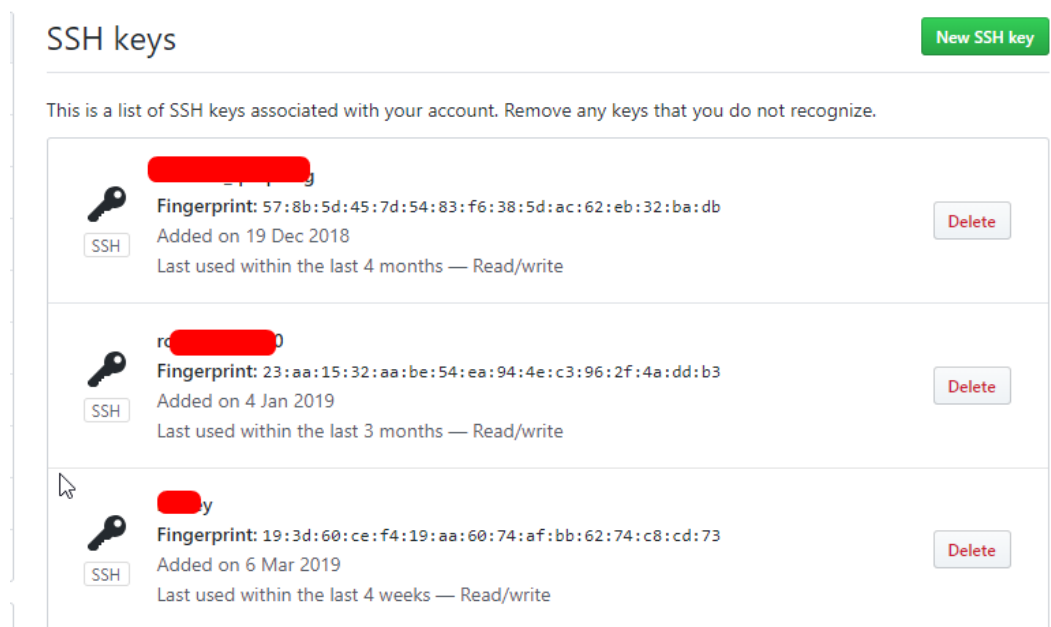 SSH keys
New SSH key
This is a list of SSH keys associated with your account. Remove any keys that you do not recognize.
Fingerprint: 57:8b:5d:45:7d:54:83:f6:38:5d:ac:62:eb:32:ba:db
SSH
Added on 19 Dec 2018
Last used within the last 4 months — Read/write
Delete
Fingerprint: 23:aa:15:32:aa:be:54:ea:94:4e:c3:96:2f:4a:dd:b3
SSH
Added on 4 Jan 2019
Last used within the last 3 months — Read/write
Delete
Fingerprint: 19:3d:60:ce:f4:19:aa:60:74:af:bb:62:74:c8:cd:73
SSH
Added on 6 Mar 2019
Last used within the last 4 weeks — Read/write
Delete